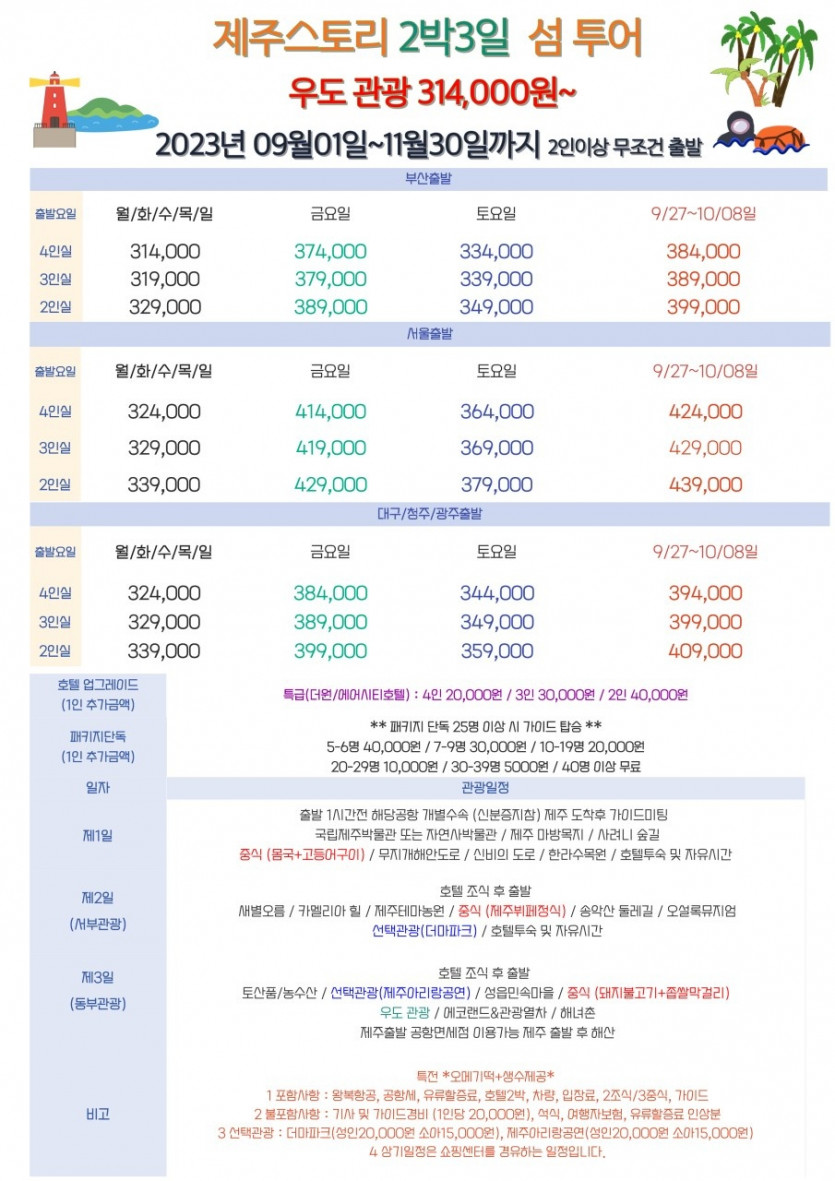 제주스토리 2박3일 섬 투어
우도 관광 314,000원~
2023년 09월01일~11월30일까지 2인이상 무조건 출발
부산출발
출발요일 월/화/수/목/일 금요일 토요일 9/27~10/08일
4인실 314,000 374,000 334,000 384,000
3인실 319,000 379,000 339,000 389,000
2인실 329,000 389,000 349,000 399,000
서울출발
출발요일 월/화/수/목/일 금요일 토요일 9/27~10/08일
4인실 324,000 414,000 364,000 424,000
3인실 329,000 419,000 369,000 429,000
2인실 339,000 429,000 379,000 439,000
대구/청주/광주출발
출발요일 월/화/수/목/일 금요일 토요일 9/27~10/08일
4인실 324,000 384,000 344,000 394,000
3인실 329,000 389,000 349,000 399,000
2인실 339,000 399,000 359,000 409,000
호텔 업그레이드
(1인 추가금액)
특급(더원/에어시티호텔) : 4인 20,000원 / 3인 30,000원 / 2인 40,000원
패키지단독
(1인 추가금액)
** 패키지 단독 25명 이상 시 가이드 탑승 **
5-6명 40,000원 / 7-9명 30,000원 / 10-19명 20,000원
20-29명 10,000원 / 30-39명 5000원 / 40명 이상 무료
일자 관광일정
제1일
출발 1시간전 해당공항 개별수속 (신분증지참) 제주 도착후 가이드미팅
국립제주박물관 또는 자연사박물관 / 제주 마방목지 / 사려니 숲길
중식 (몸국+고등어구이) / 무지개해안도로 / 신비의 도로 / 한라수목원 / 호텔투숙 및 자유시간
제2일
(서부관광)
호텔 조식 후 출발
새별오름 / 카멜리아 힐 / 제주테마농원 / 중식 (제주뷔페정식) / 송악산 둘레길 / 오설록뮤지엄
선택관광(더마파크) / 호텔투숙 및 자유시간
제3일
(동부관광)
호텔 조식 후 출발
토산품/농수산 / 선택관광(제주아리랑공연) / 성읍민속마을 / 중식 (돼지불고기+좁쌀막걸리)
우도 관광 / 에코랜드&관광열차 / 해녀촌
제주출발 공항면세점 이용가능 제주 출발 후 해산
비고
특전 *오메기떡+생수제공*
1 포함사항 : 왕복항공, 공항세, 유류할증료, 호텔2박, 차량, 입장료, 2조식/3중식, 가이드
2 불포함사항 : 기사 및 가이드경비 (1인당 20,000원), 석식, 여행자보험, 유류할증료 인상분
3 선택관광 : 더마파크(성인20,000원 소아15,000원), 제주아리랑공연(성인20,000원 소아15,000원)
4 상기일정은 쇼핑센터를 경유하는 일정입니다.